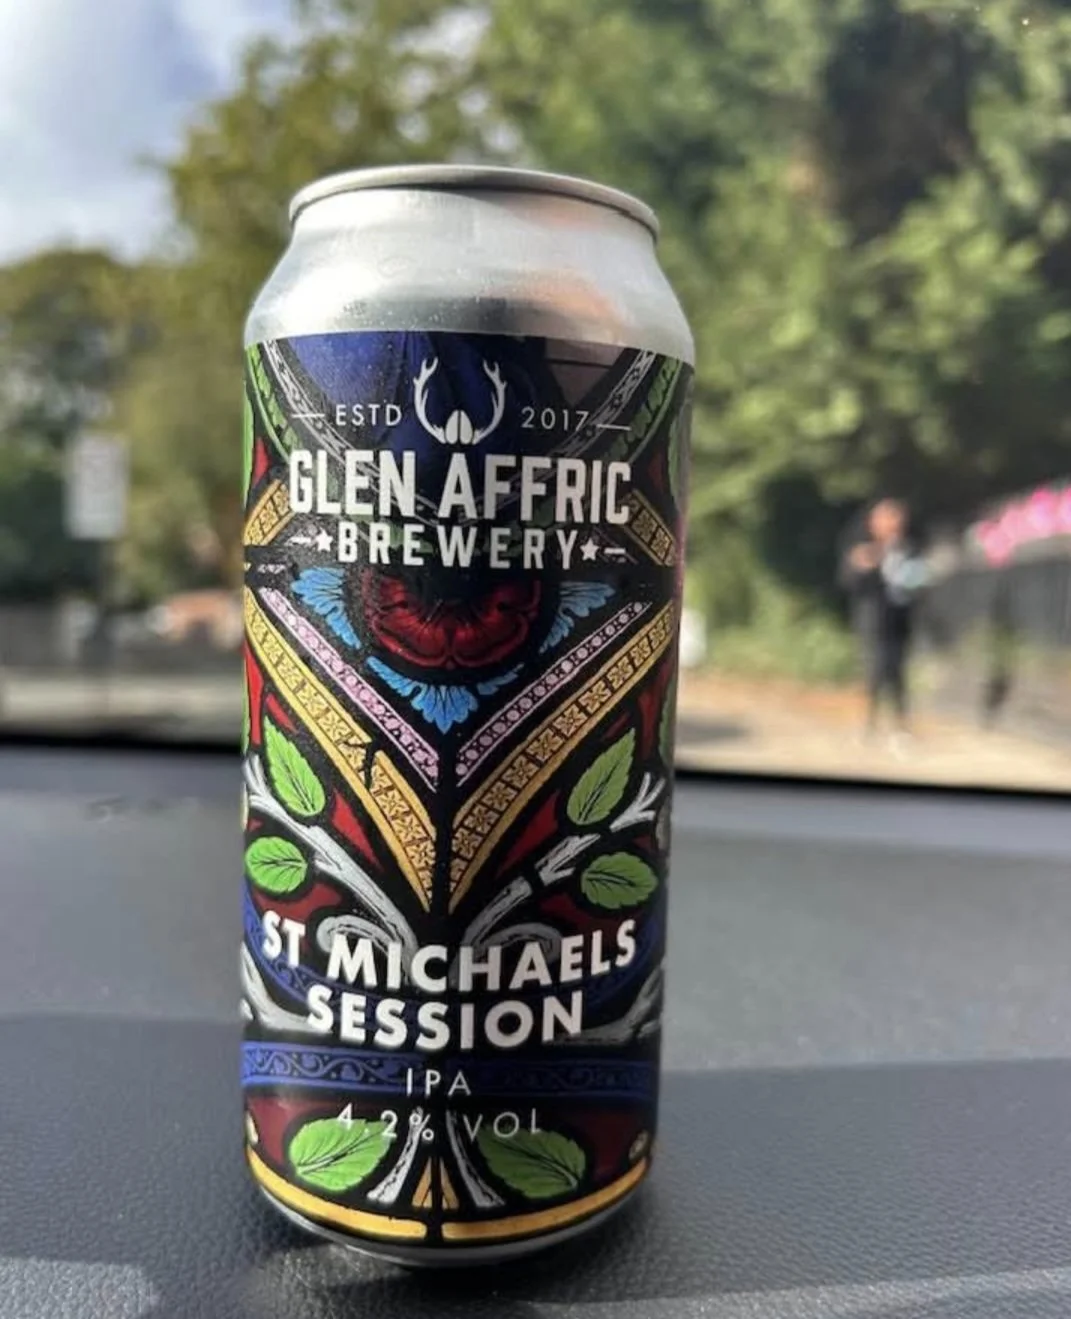 ESTD 2017
GLEN AFFRIC
BREWERY
ST MICHAELS
SESSION
IPA
4.2% VOL